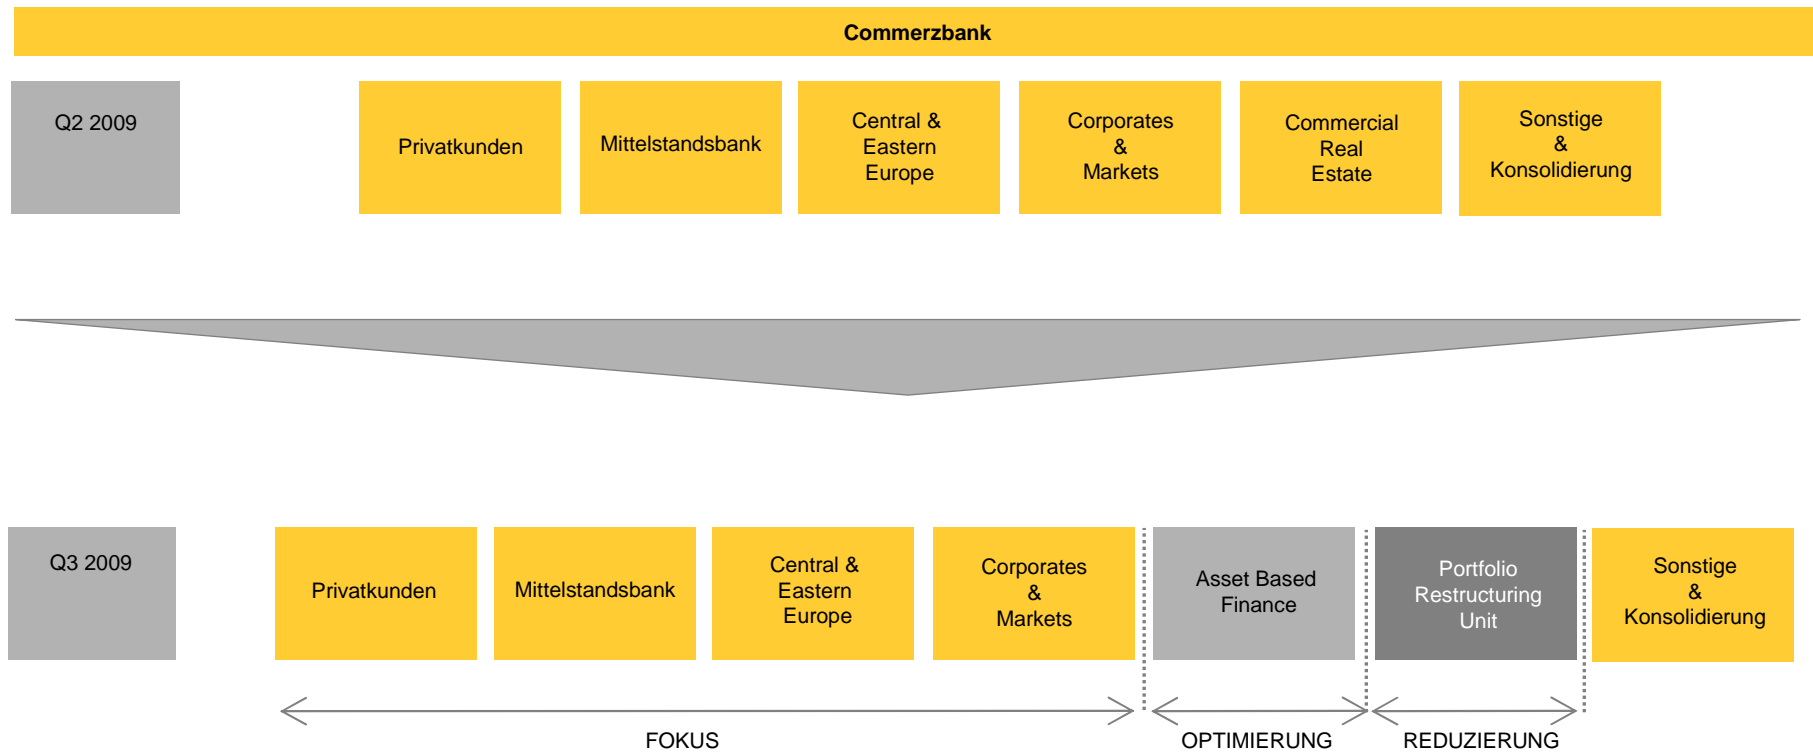 Commerzbank
Q2 2009
Privatkunden
Mittelstandsbank
Central &
Eastern
Europe
Corporates
&
Markets
Commercial
Real
Estate
Sonstige
&
Konsolidierung
Q3 2009
Privatkunden
Mittelstandsbank
Central &
Eastern
Europe
Corporates
&
Markets
Asset Based
Finance
Portfolio
Restructuring
Unit
Sonstige
&
Konsolidierung
FOKUS
OPTIMIERUNG
REDUZIERUNG